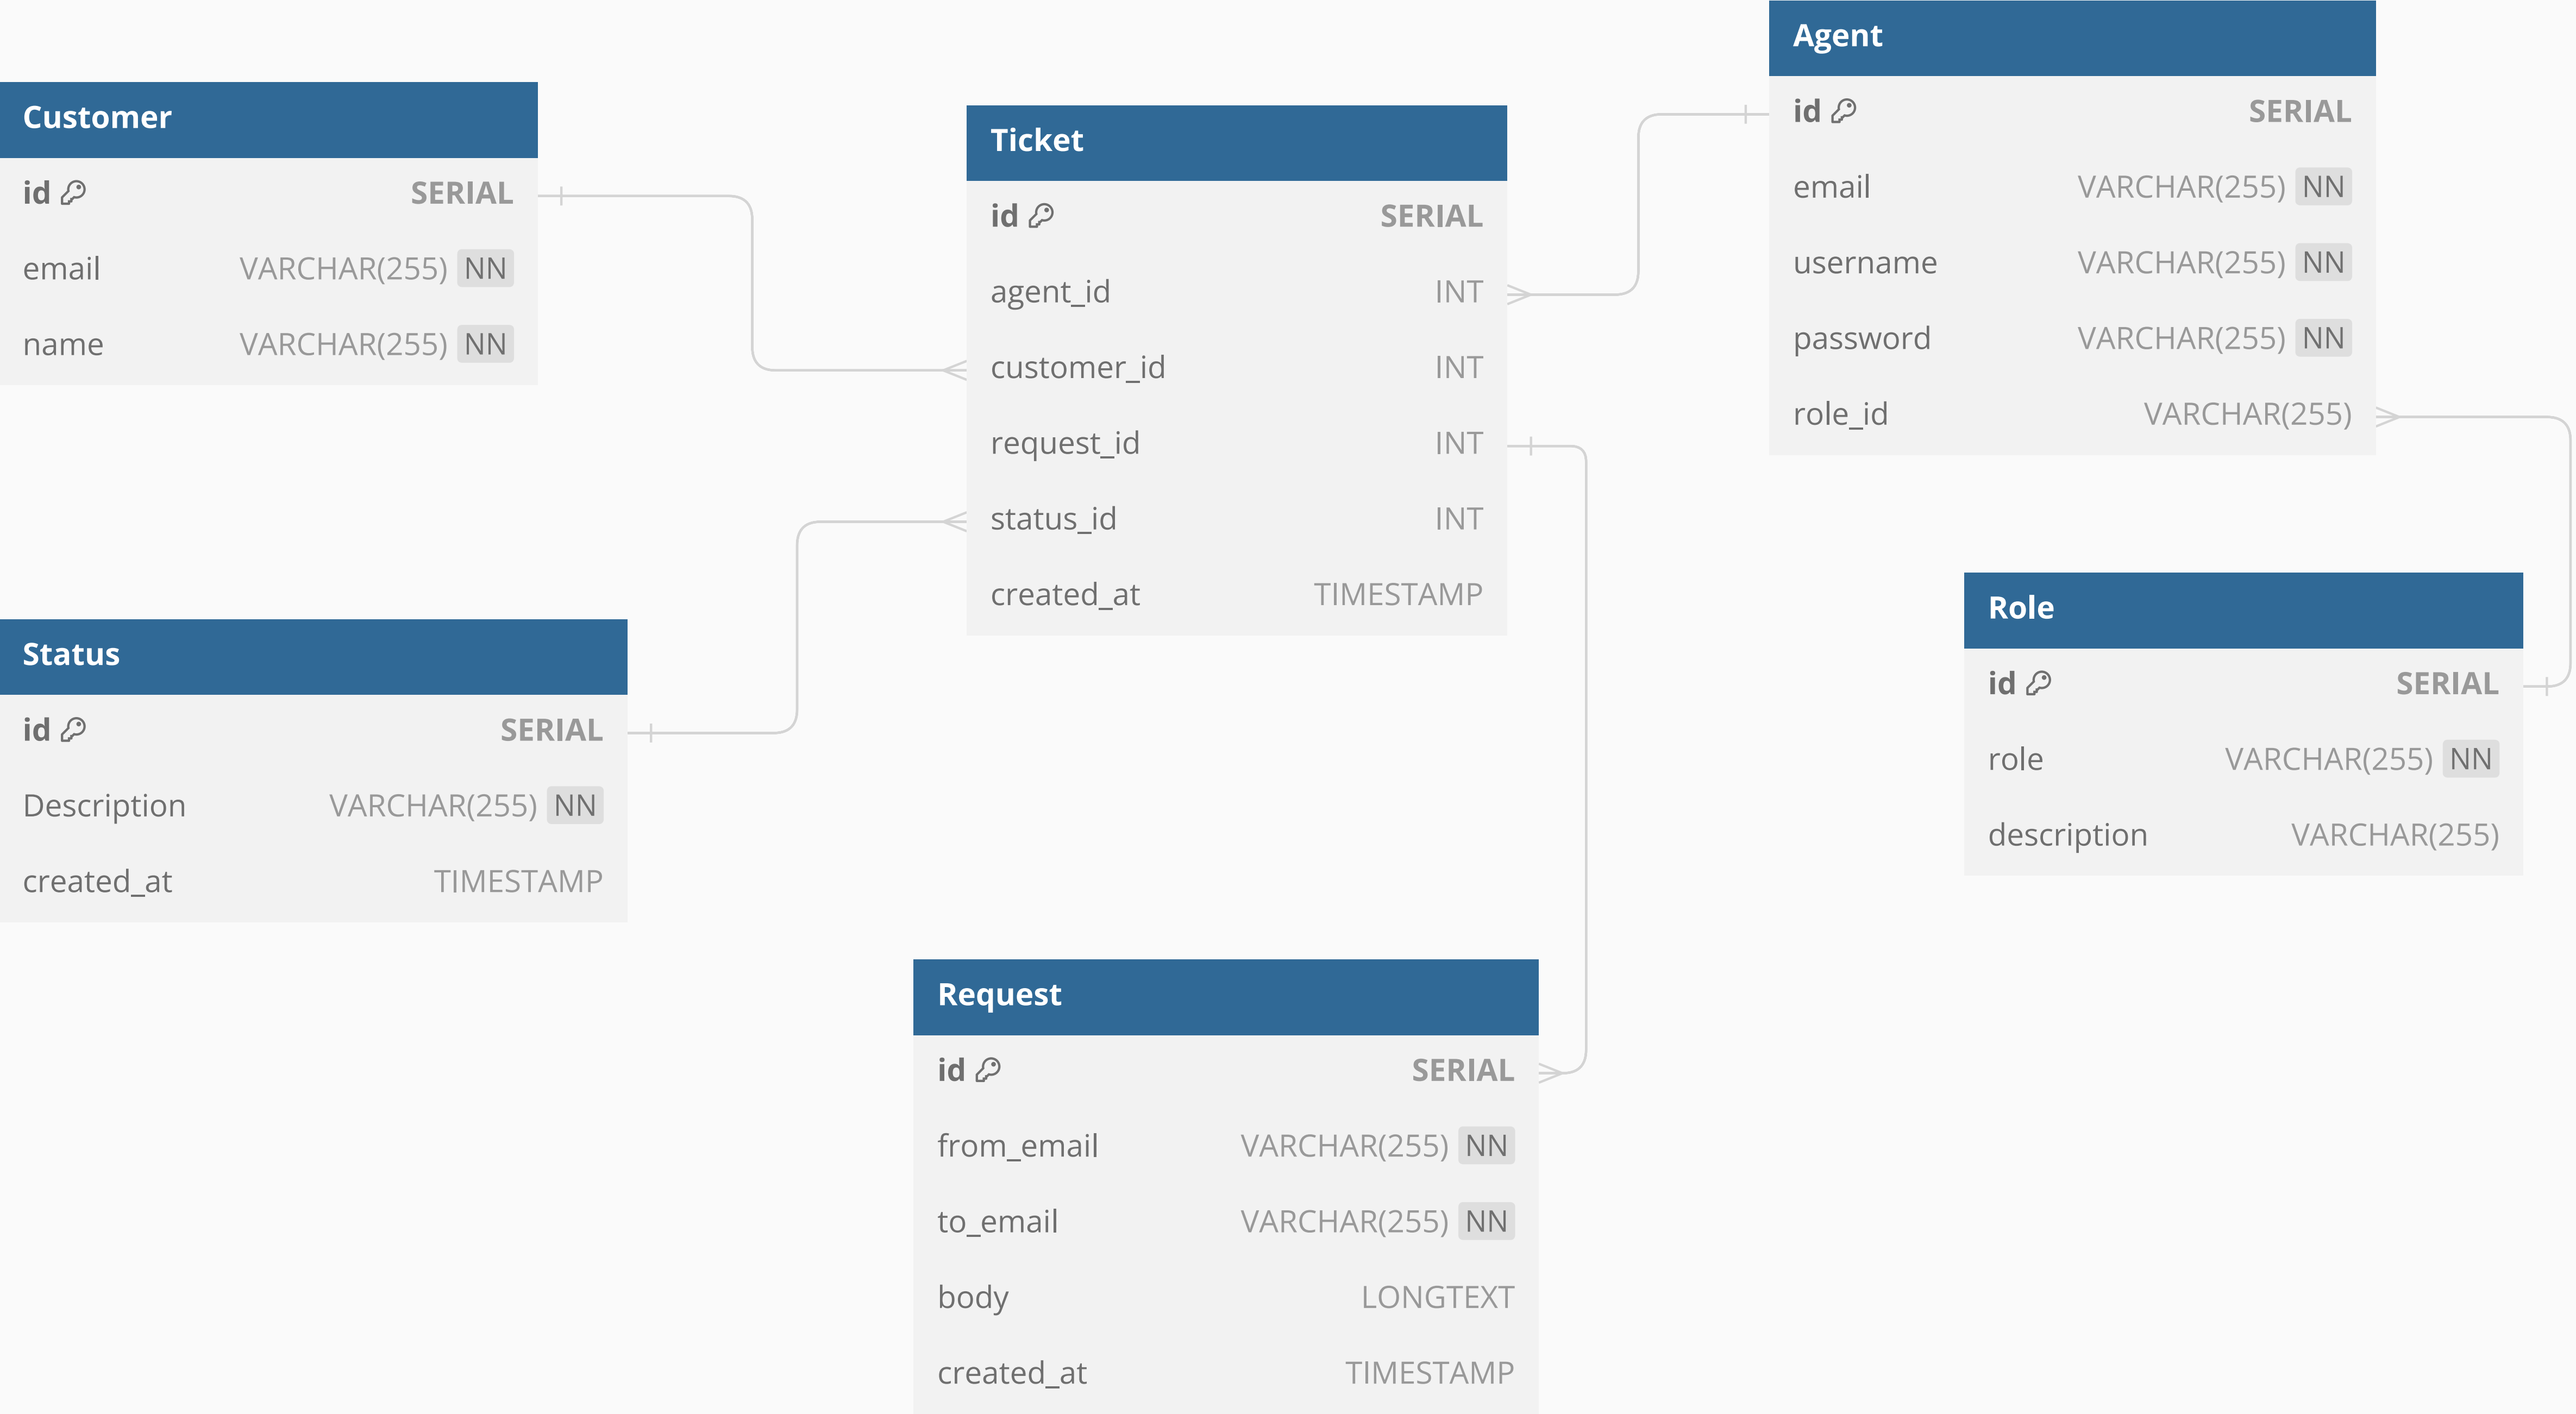 Customer
id SERIAL
email VARCHAR(255) NN
name VARCHAR(255) NN
Ticket
id SERIAL
agent_id INT
customer_id INT
request_id INT
status_id INT
created_at TIMESTAMP
Agent
id SERIAL
email VARCHAR(255) NN
username VARCHAR(255) NN
password VARCHAR(255) NN
role_id VARCHAR(255)
Status
id SERIAL
Description VARCHAR(255) NN
created_at TIMESTAMP
Role
id SERIAL
role VARCHAR(255) NN
description VARCHAR(255)
Request
id SERIAL
from_email VARCHAR(255) NN
to_email VARCHAR(255) NN
body LONGTEXT
created_at TIMESTAMP